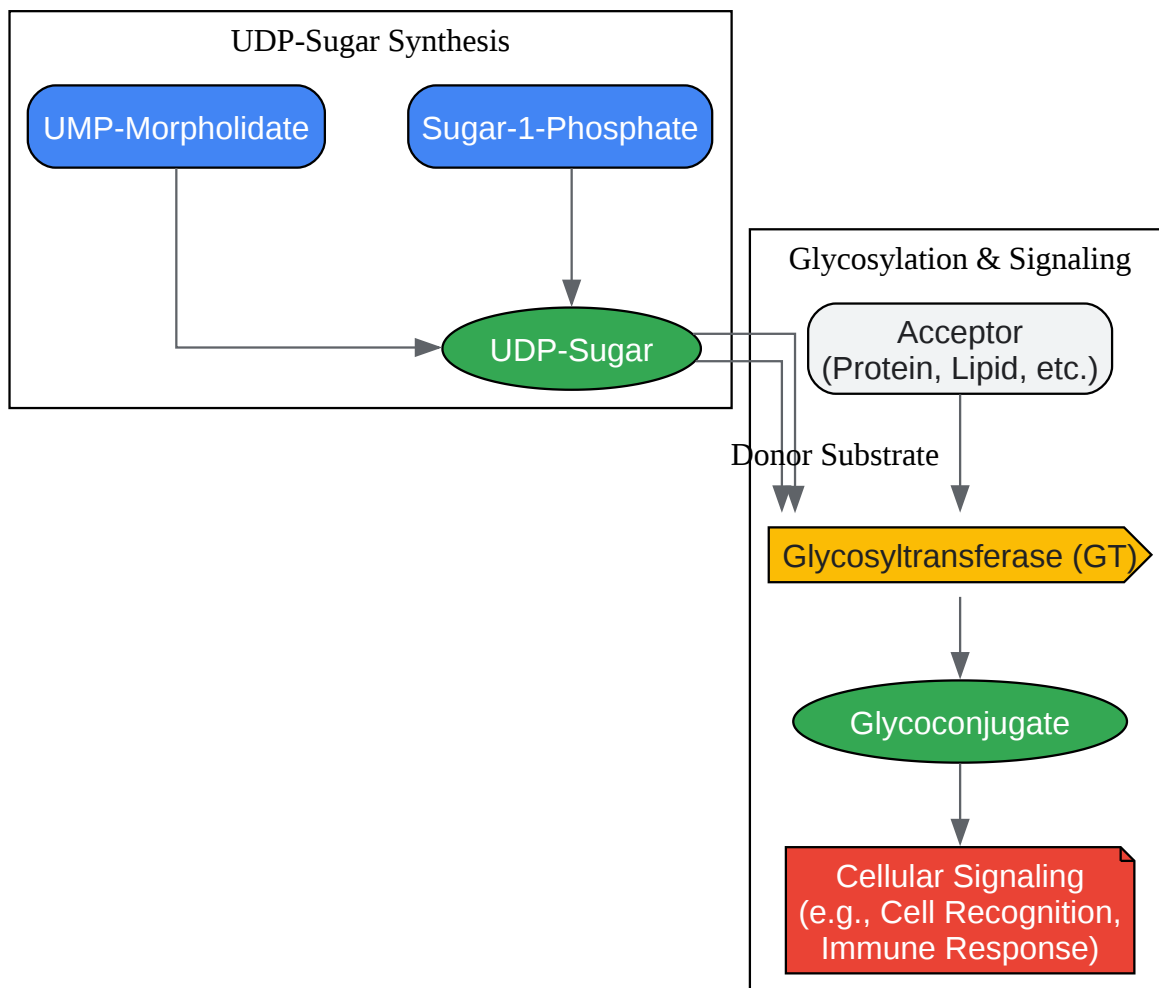 UDP-Sugar Synthesis
UMP-Morpholidate
Sugar-1-Phosphate
UDP-Sugar
Glycosylation & Signaling
Acceptor
(Protein, Lipid, etc.)
Donor Substrate
Glycosyltransferase (GT)
Glycoconjugate
Cellular Signaling
(e.g., Cell Recognition,
Immune Response)